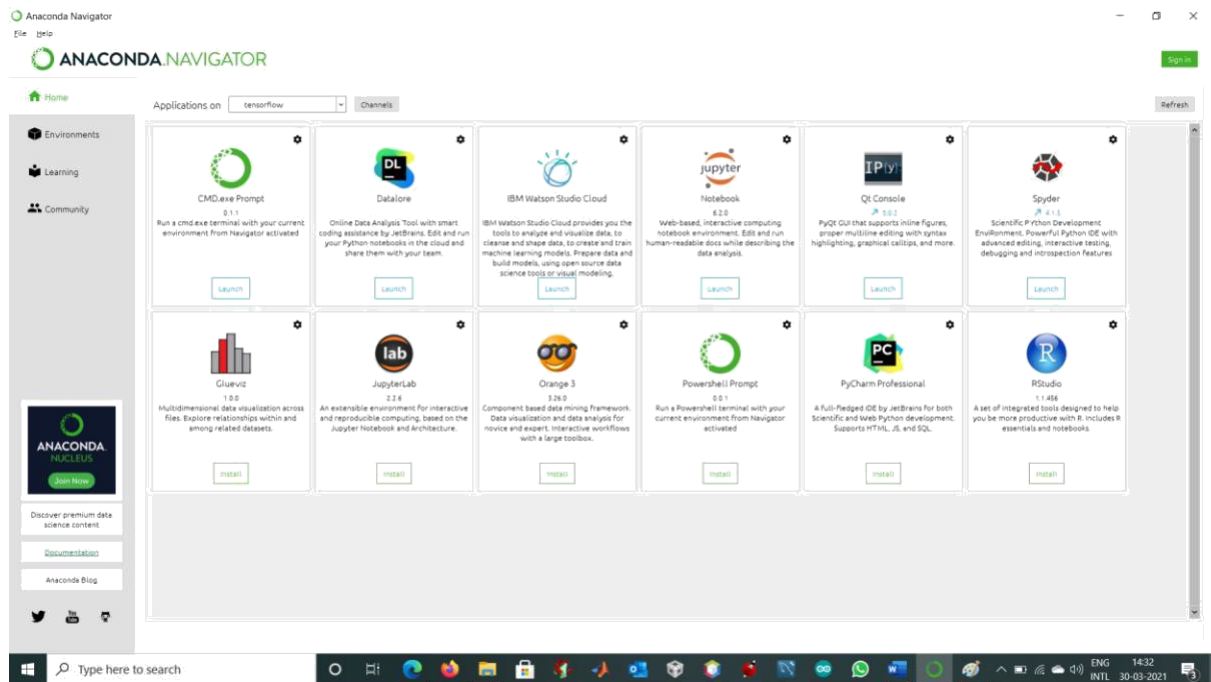 Anaconda Navigator
File Help
ANACONDA.NAVIGATOR
Sign in
Home
Environments
Learning
Community
Applications on tensorflow Channels
Refresh
CMD.exe Prompt
0.1.1
Run a cmd.exe terminal with your current
environment from Navigator activated
Launch
DL
Datalore
Online Data Analysis Tool with smart
coding assistance by JetBrains. Edit and run
your Python notebooks in the cloud and
share them with your team.
Launch
IBM Watson Studio Cloud
IBM Watson Studio Cloud provides you the
tools to analyze and visualize data, to
cleanse and shape data, to create and train
machine learning models. Prepare data and
build models, using open source data
science tools or visual modeling.
Launch
jupyter
Notebook
6.2.0
Web-based, interactive computing
notebook environment. Edit and run
human-readable docs while describing the
data analysis.
Launch
IP[y]:
Qt Console
5.0.2
PyQt GUI that supports inline figures,
proper multiline editing with syntax
highlighting, graphical calltips, and more.
Launch
Spyder
4.1.5
Scientific PYthon Development
EnviRonment. Powerful Python IDE with
advanced editing, interactive testing,
debugging and introspection features
Launch
Glueviz
1.0.0
Multidimensional data visualization across
files. Explore relationships within and
among related datasets.
Install
lab
JupyterLab
2.2.6
An extensible environment for interactive
and reproducible computing, based on the
Jupyter Notebook and Architecture.
Install
Orange 3
3.26.0
Component based data mining framework.
Data visualization and data analysis for
novice and expert. Interactive workflows
with a large toolbox.
Install
Powershell Prompt
0.0.1
Run a Powershell terminal with your
current environment from Navigator
activated
Install
PC
PyCharm Professional
A full-fledged IDE by JetBrains for both
Scientific and Web Python development.
Supports HTML, JS, and SQL.
Install
R
RStudio
1.1.456
A set of integrated tools designed to help
you be more productive with R. Includes R
essentials and notebooks.
Install
ANACONDA.
NUCLEUS
Join Now
Discover premium data
science content
Documentation
Anaconda Blog
You
Tube
Type here to search
ENG
INTL
14:32
30-03-2021
3